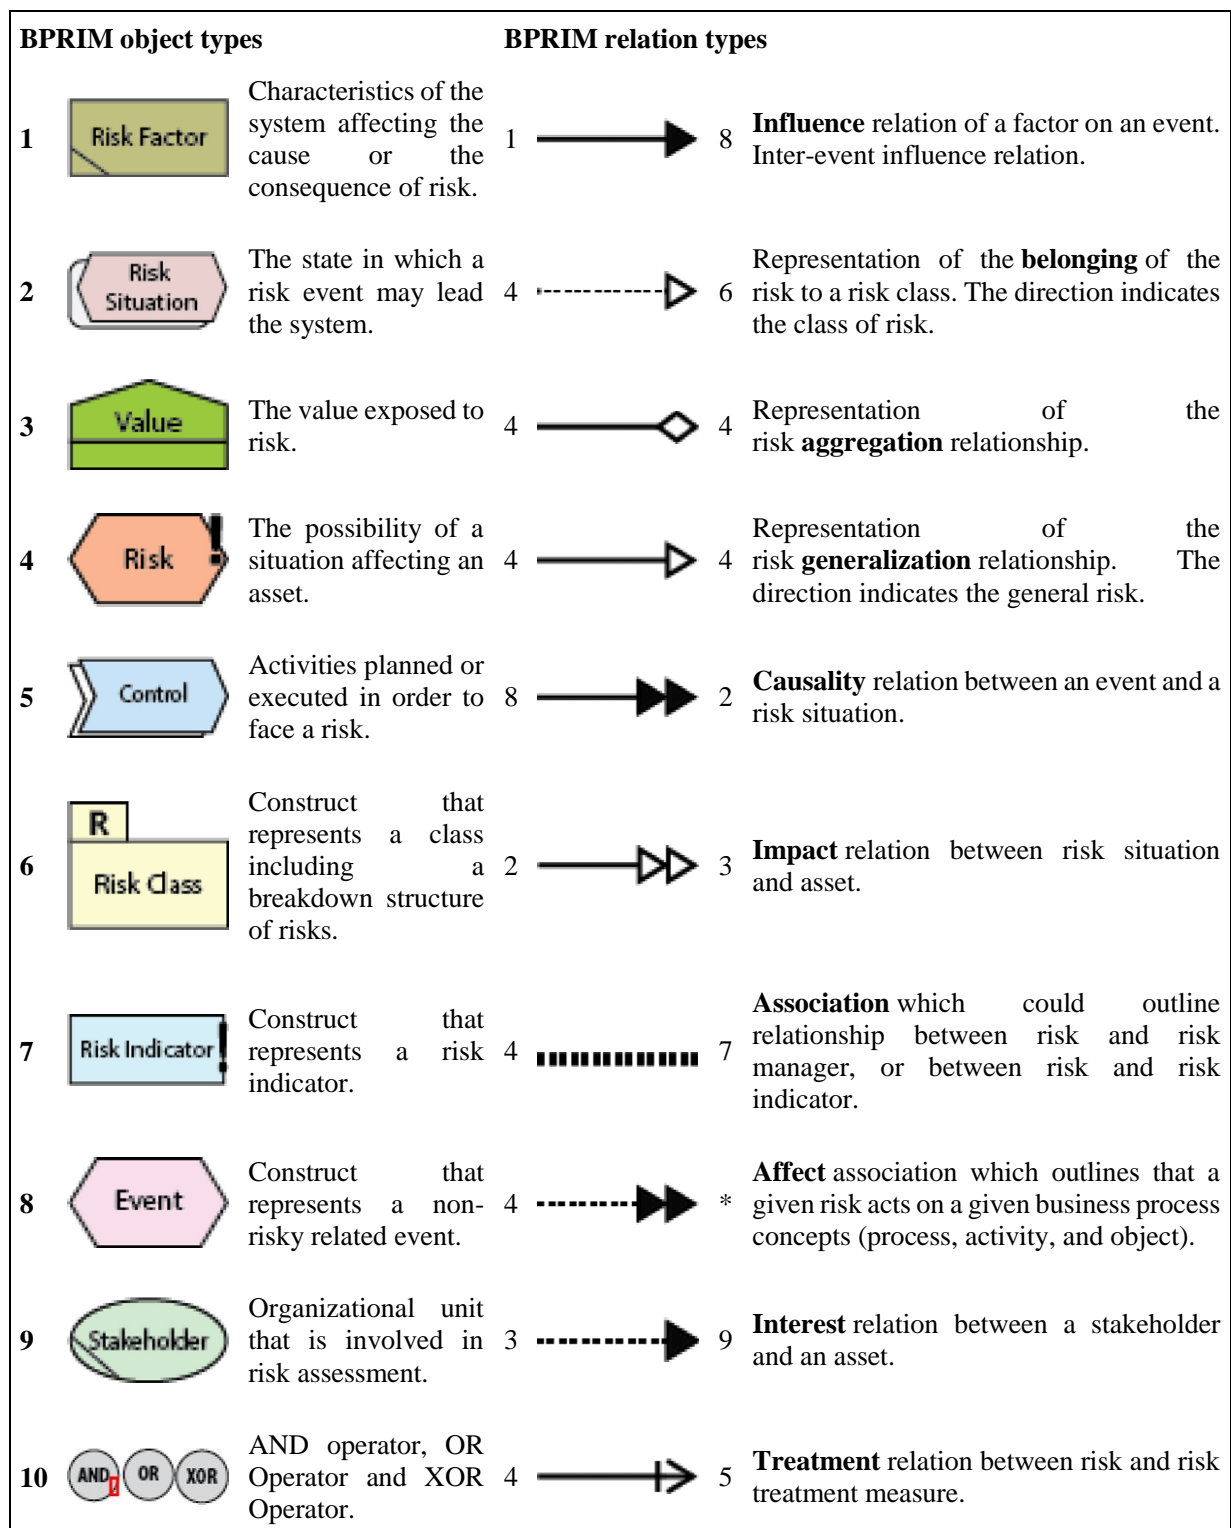 BPRIM object types
BPRIM relation types
1
Risk Factor
Characteristics of the
system affecting the
cause or the
consequence of risk.
1
8
Influence relation of a factor on an event.
Inter-event influence relation.
2
Risk
Situation
The state in which a
risk event may lead
the system.
4
6
Representation of the belonging of the
risk to a risk class. The direction indicates
the class of risk.
3
Value
The value exposed to
risk.
4
4
Representation of the
risk aggregation relationship.
4
Risk
!
The possibility of a
situation affecting an
asset.
4
4
Representation of the
risk generalization relationship. The
direction indicates the general risk.
5
Control
Activities planned or
executed in order to
face a risk.
8
2
Causality relation between an event and a
risk situation.
6
R
Risk Class
Construct that
represents a class
including a
breakdown structure
of risks.
2
3
Impact relation between risk situation
and asset.
7
Risk Indicator !
Construct that
represents a risk
indicator.
4
7
Association which could outline
relationship between risk and risk
manager, or between risk and risk
indicator.
8
Event
Construct that
represents a non-
risky related event.
4
*
Affect association which outlines that a
given risk acts on a given business process
concepts (process, activity, and object).
9
Stakeholder
Organizational unit
that is involved in
risk assessment.
3
9
Interest relation between a stakeholder
and an asset.
10
AND OR XOR
AND operator, OR
Operator and XOR
Operator.
4
5
Treatment relation between risk and risk
treatment measure.